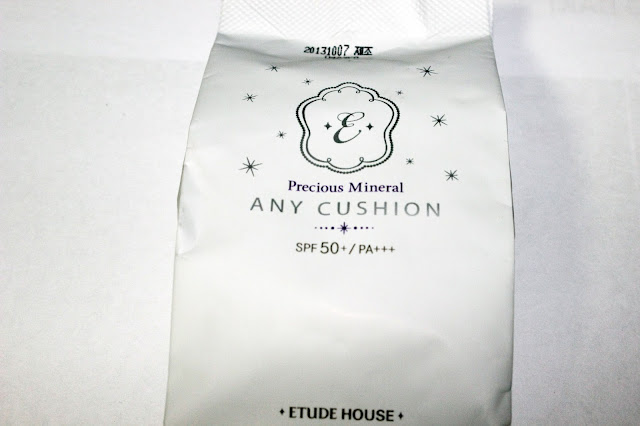 20131007 제조
E
Precious Mineral
ANY CUSHION
SPF 50+/PA+++
ETUDE HOUSE